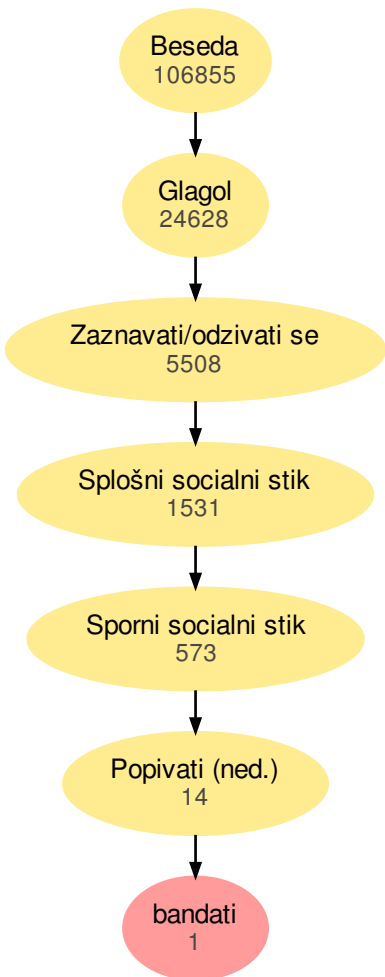 Beseda
106855
Glagol
24628
Zaznavati/odzivati se
5508
Splošni socialni stik
1531
Sporni socialni stik
573
Popivati (ned.)
14
bandati
1